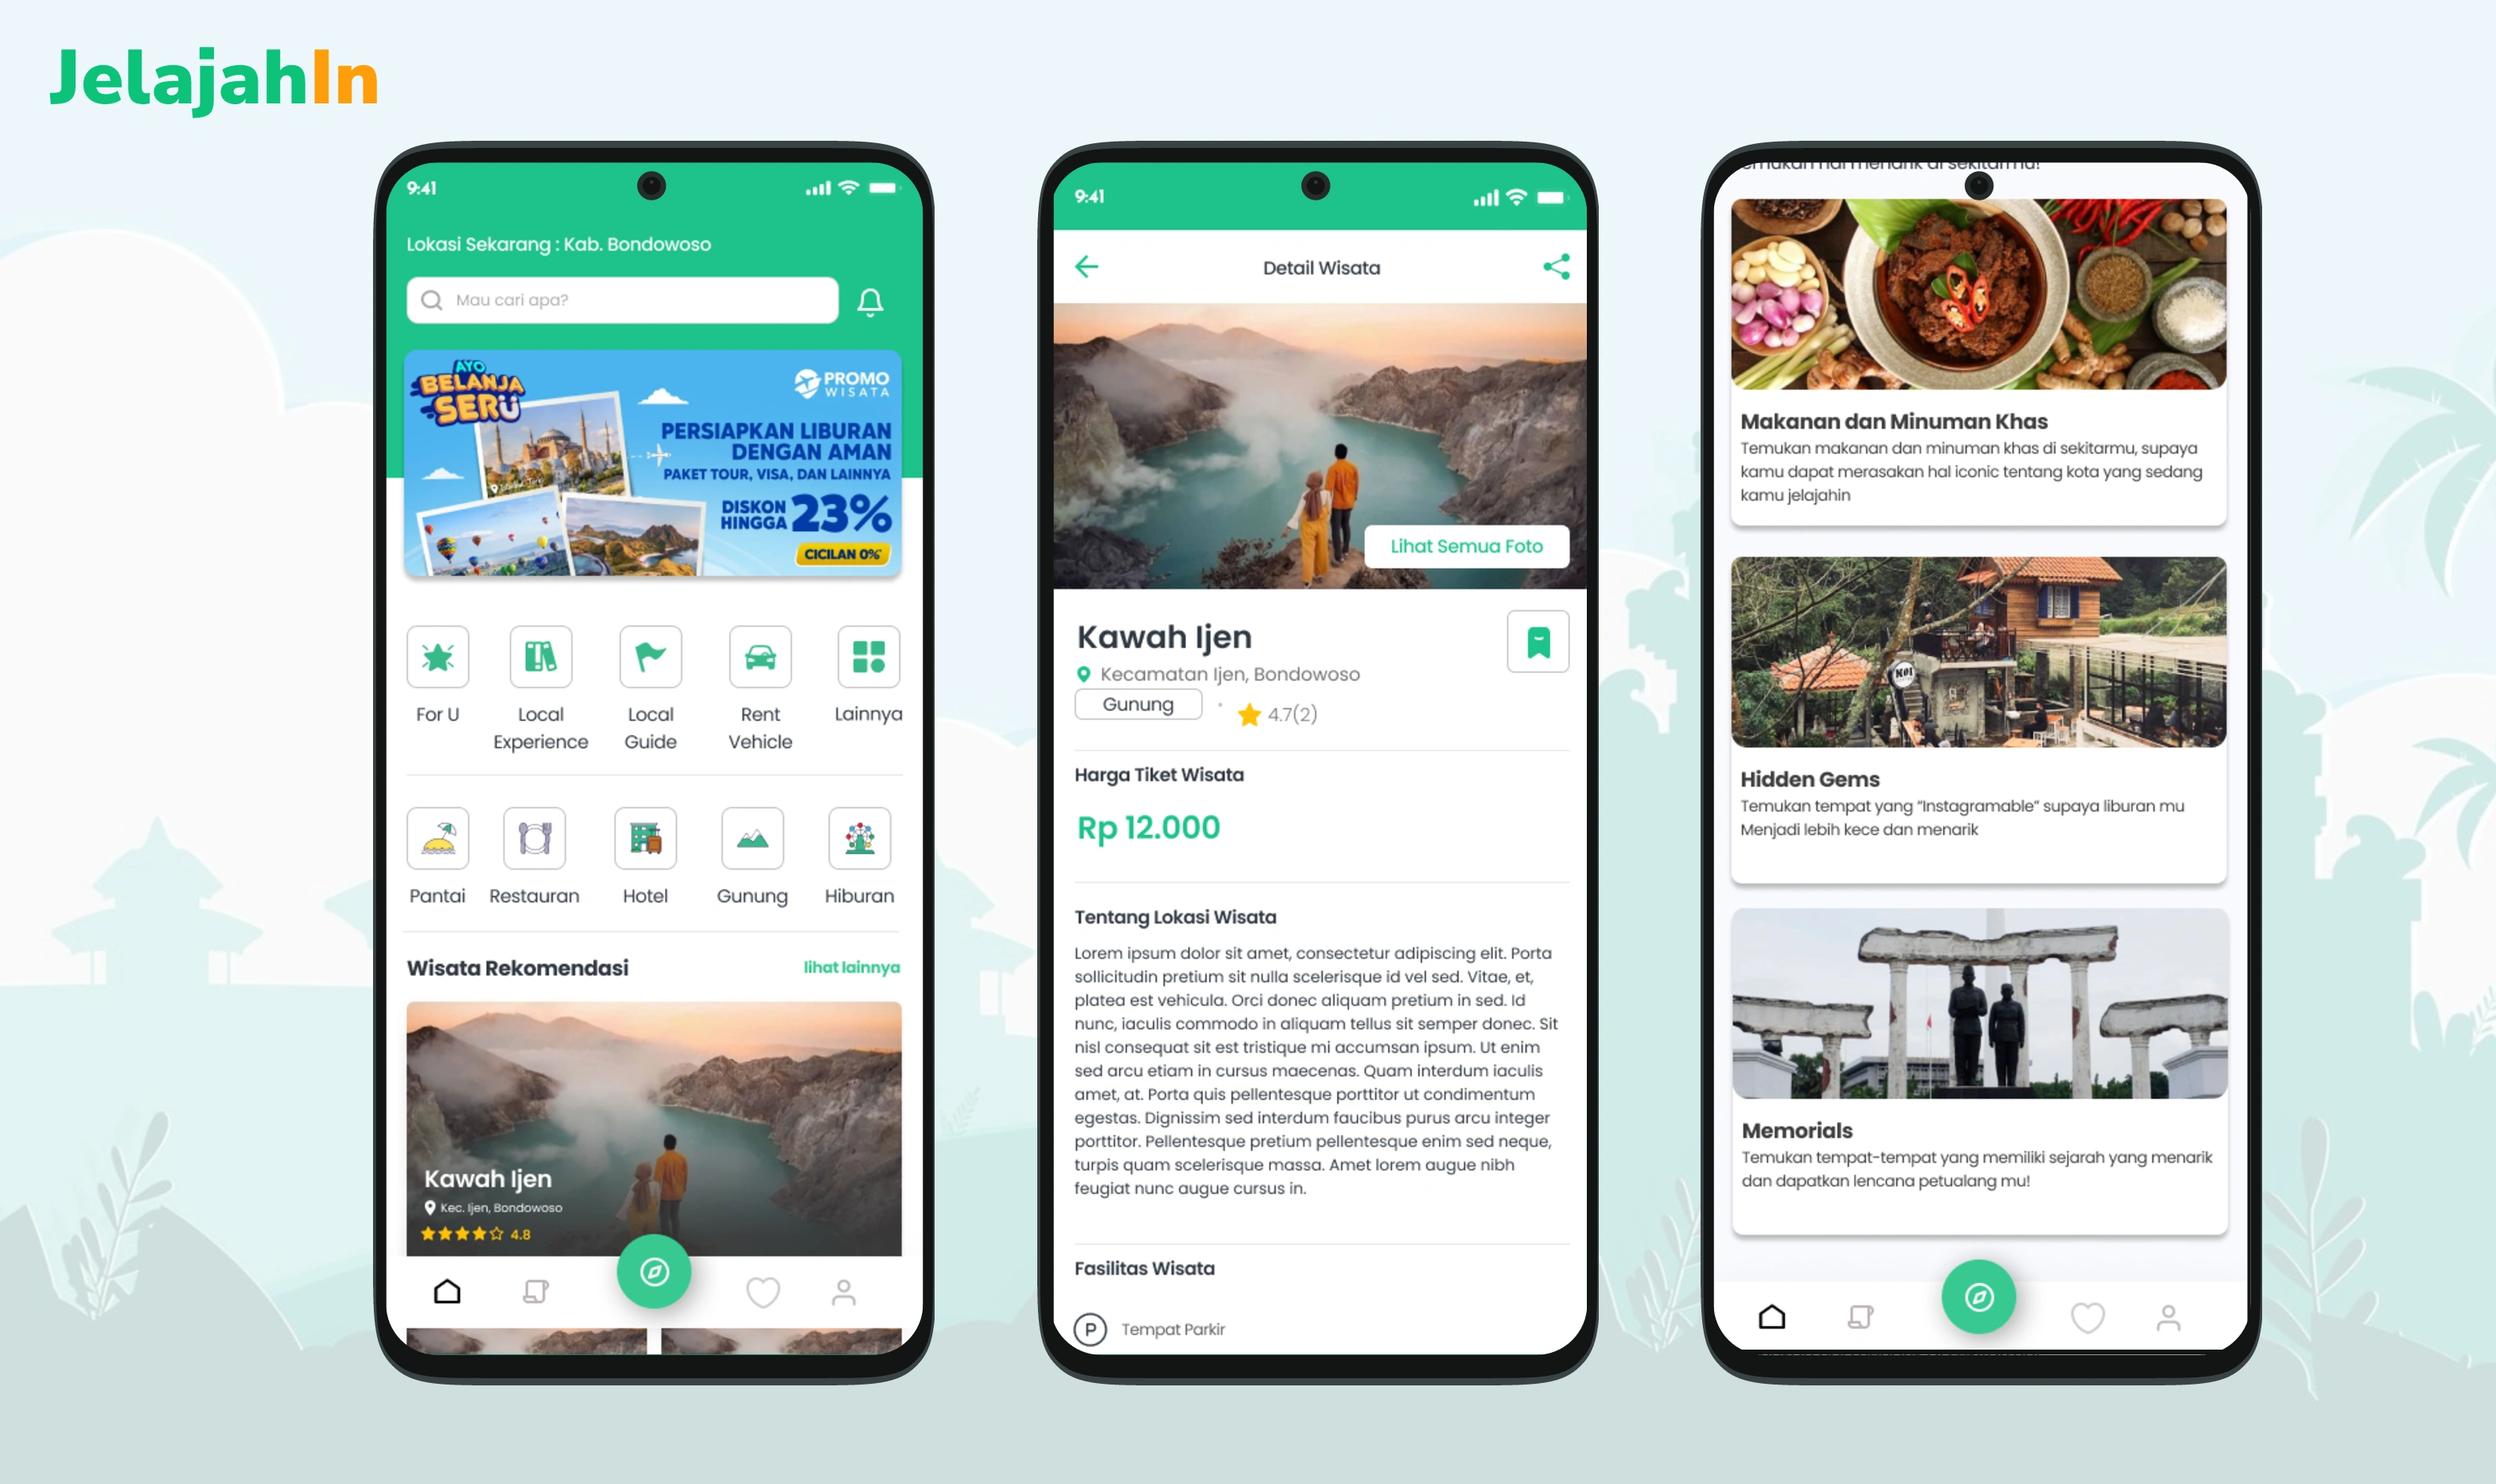 JelajahIn
9:41
Lokasi Sekarang : Kab. Bondowoso
Mau cari apa?
AYO
BELANJA
SERU
PROMO
WISATA
PERSIAPKAN LIBURAN
DENGAN AMAN
PAKET TOUR, VISA, DAN LAINNYA
DISKON
HINGGA 23%
CICILAN 0%
For U
Local
Experience
Local
Guide
Rent
Vehicle
Lainnya
Pantai
Restauran
Hotel
Gunung
Hiburan
Wisata Rekomendasi
lihat lainnya
Kawah Ijen
Kec. Ijen, Bondowoso
4.8
9:41
Detail Wisata
Lihat Semua Foto
Kawah Ijen
Kecamatan Ijen, Bondowoso
Gunung
4.7(2)
Harga Tiket Wisata
Rp 12.000
Tentang Lokasi Wisata
Lorem ipsum dolor sit amet, consectetur adipiscing elit. Porta
sollicitudin pretium sit nulla scelerisque id vel sed. Vitae, et,
platea est vehicula. Orci donec aliquam pretium in sed. Id
nunc, iaculis commodo in aliquam tellus sit semper donec. Sit
nisl consequat sit est tristique mi accumsan ipsum. Ut enim
sed arcu etiam in cursus maecenas. Quam interdum iaculis
amet, at. Porta quis pellentesque porttitor ut condimentum
egestas. Dignissim sed interdum faucibus purus arcu integer
porttitor. Pellentesque pretium pellentesque enim sed neque,
turpis quam scelerisque massa. Amet lorem augue nibh
feugiat nunc augue cursus in.
Fasilitas Wisata
P
Tempat Parkir
hal menarik di sekitarmu!
Makanan dan Minuman Khas
Temukan makanan dan minuman khas di sekitarmu, supaya
kamu dapat merasakan hal iconic tentang kota yang sedang
kamu jelajahin
NOI
Hidden Gems
Temukan tempat yang “Instagramable” supaya liburan mu
Menjadi lebih kece dan menarik
Memorials
Temukan tempat-tempat yang memiliki sejarah yang menarik
dan dapatkan lencana petualang mu!